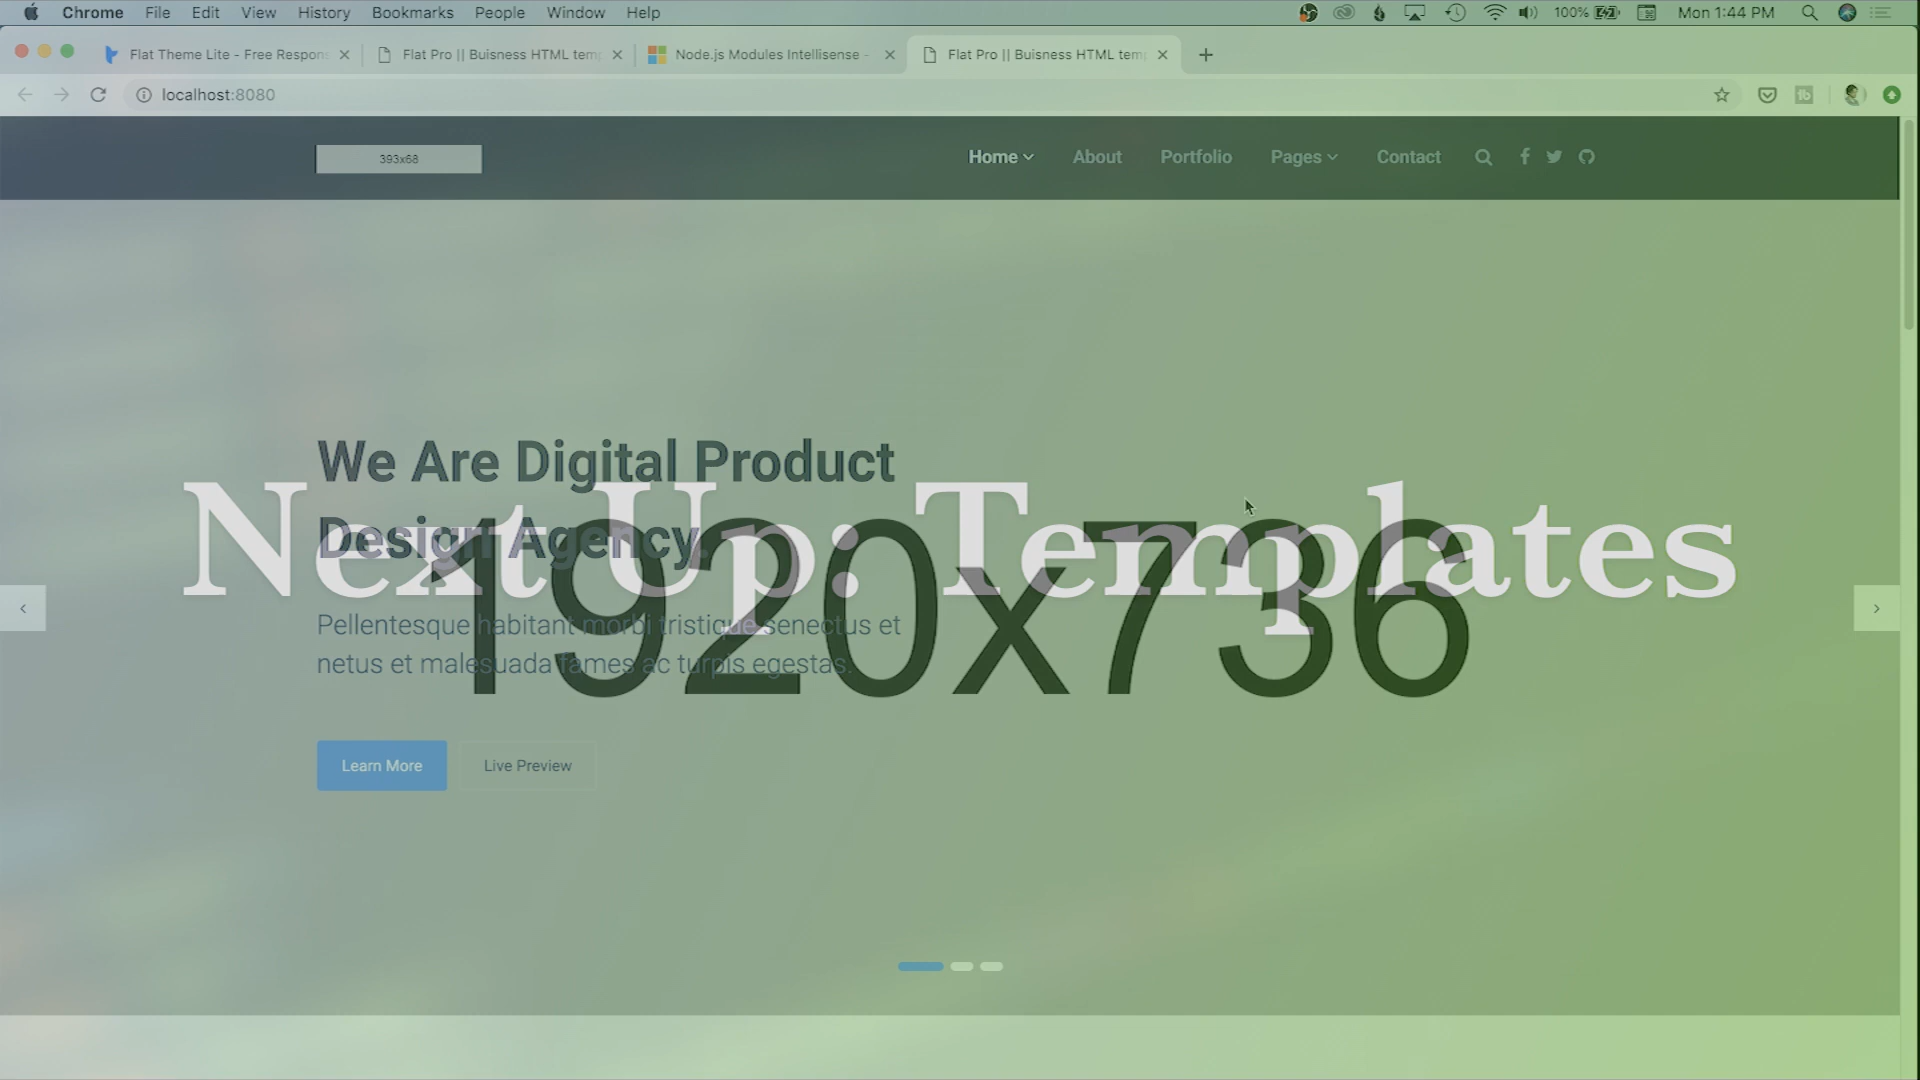 Chrome File Edit View History Bookmarks People Window Help 100% Mon 1:44 PM
Flat Theme Lite - Free Respons Flat Pro || Buisness HTML temp Node.js Modules Intellisense - Flat Pro || Buisness HTML temp
localhost:8080
393x68 Home About Portfolio Pages Contact
We Are Digital Product
Design Agency.
Next Up: Templates
1920x736
Pellentesque habitant morbi tristique senectus et
netus et malesuada fames ac turpis egestas.
Learn More Live Preview